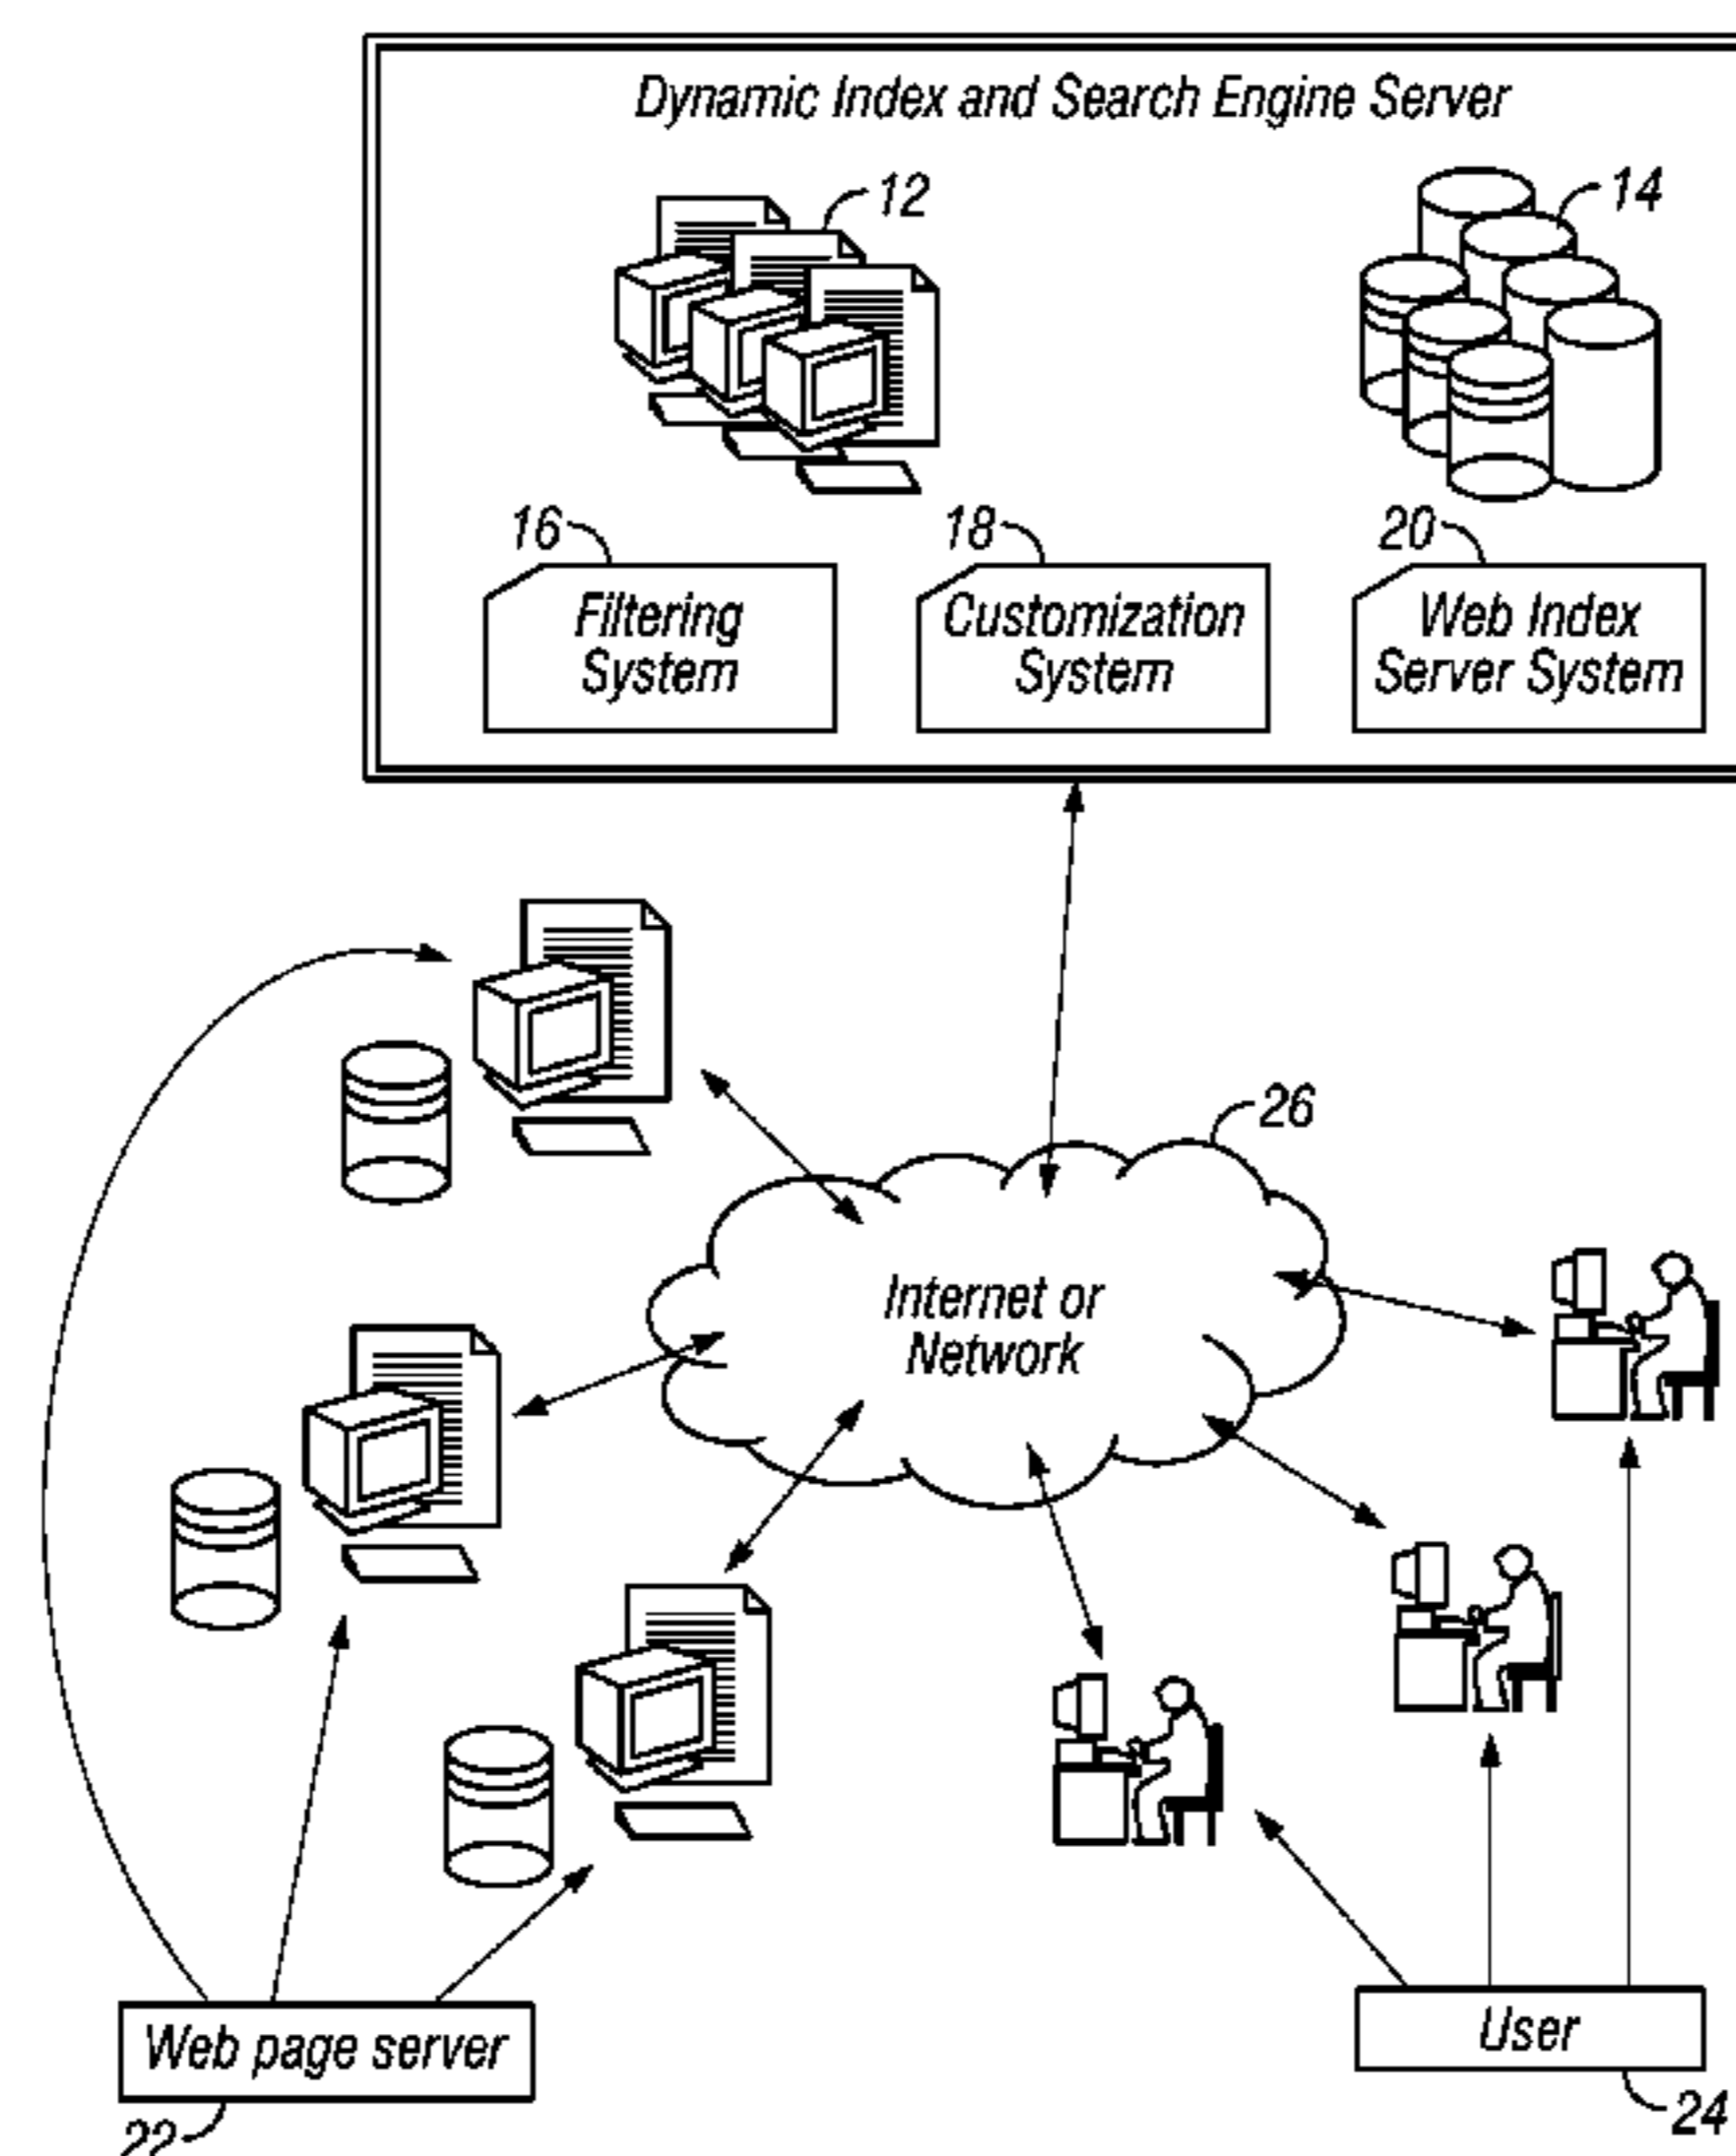 Dynamic Index and Search Engine Server
12
14
16
18
20
Filtering
System
Customization
System
Web Index
Server System
26
Internet or
Network
Web page server
User
22
24